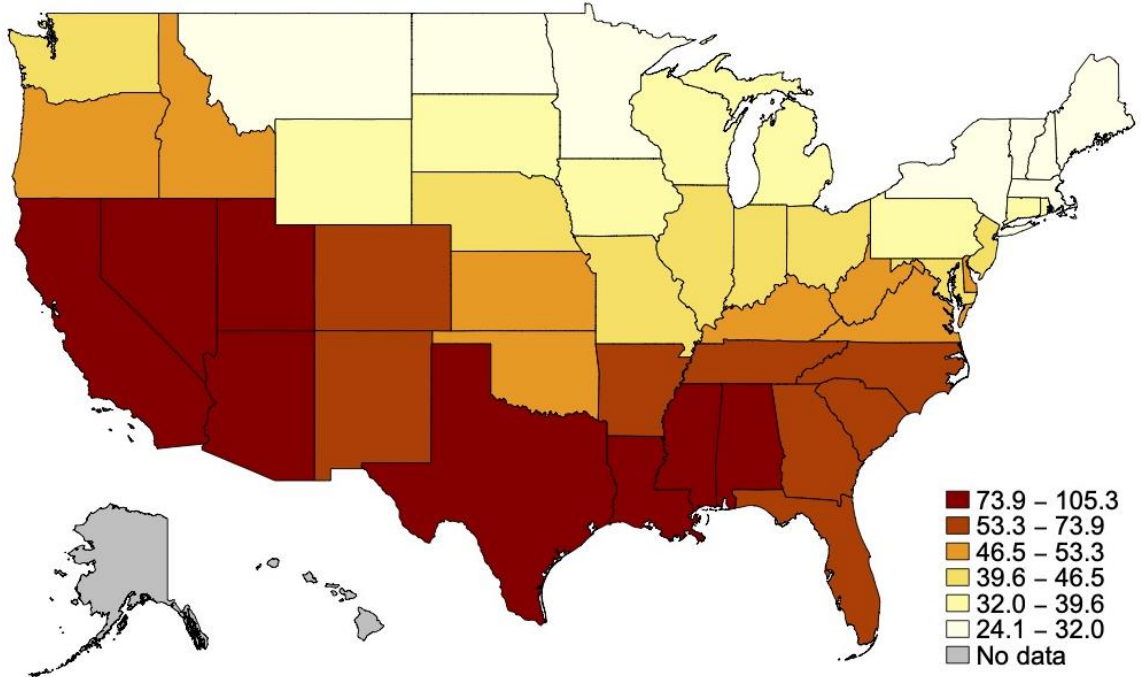 73.9 – 105.3
53.3 – 73.9
46.5 – 53.3
39.6 – 46.5
32.0 – 39.6
24.1 – 32.0
No data